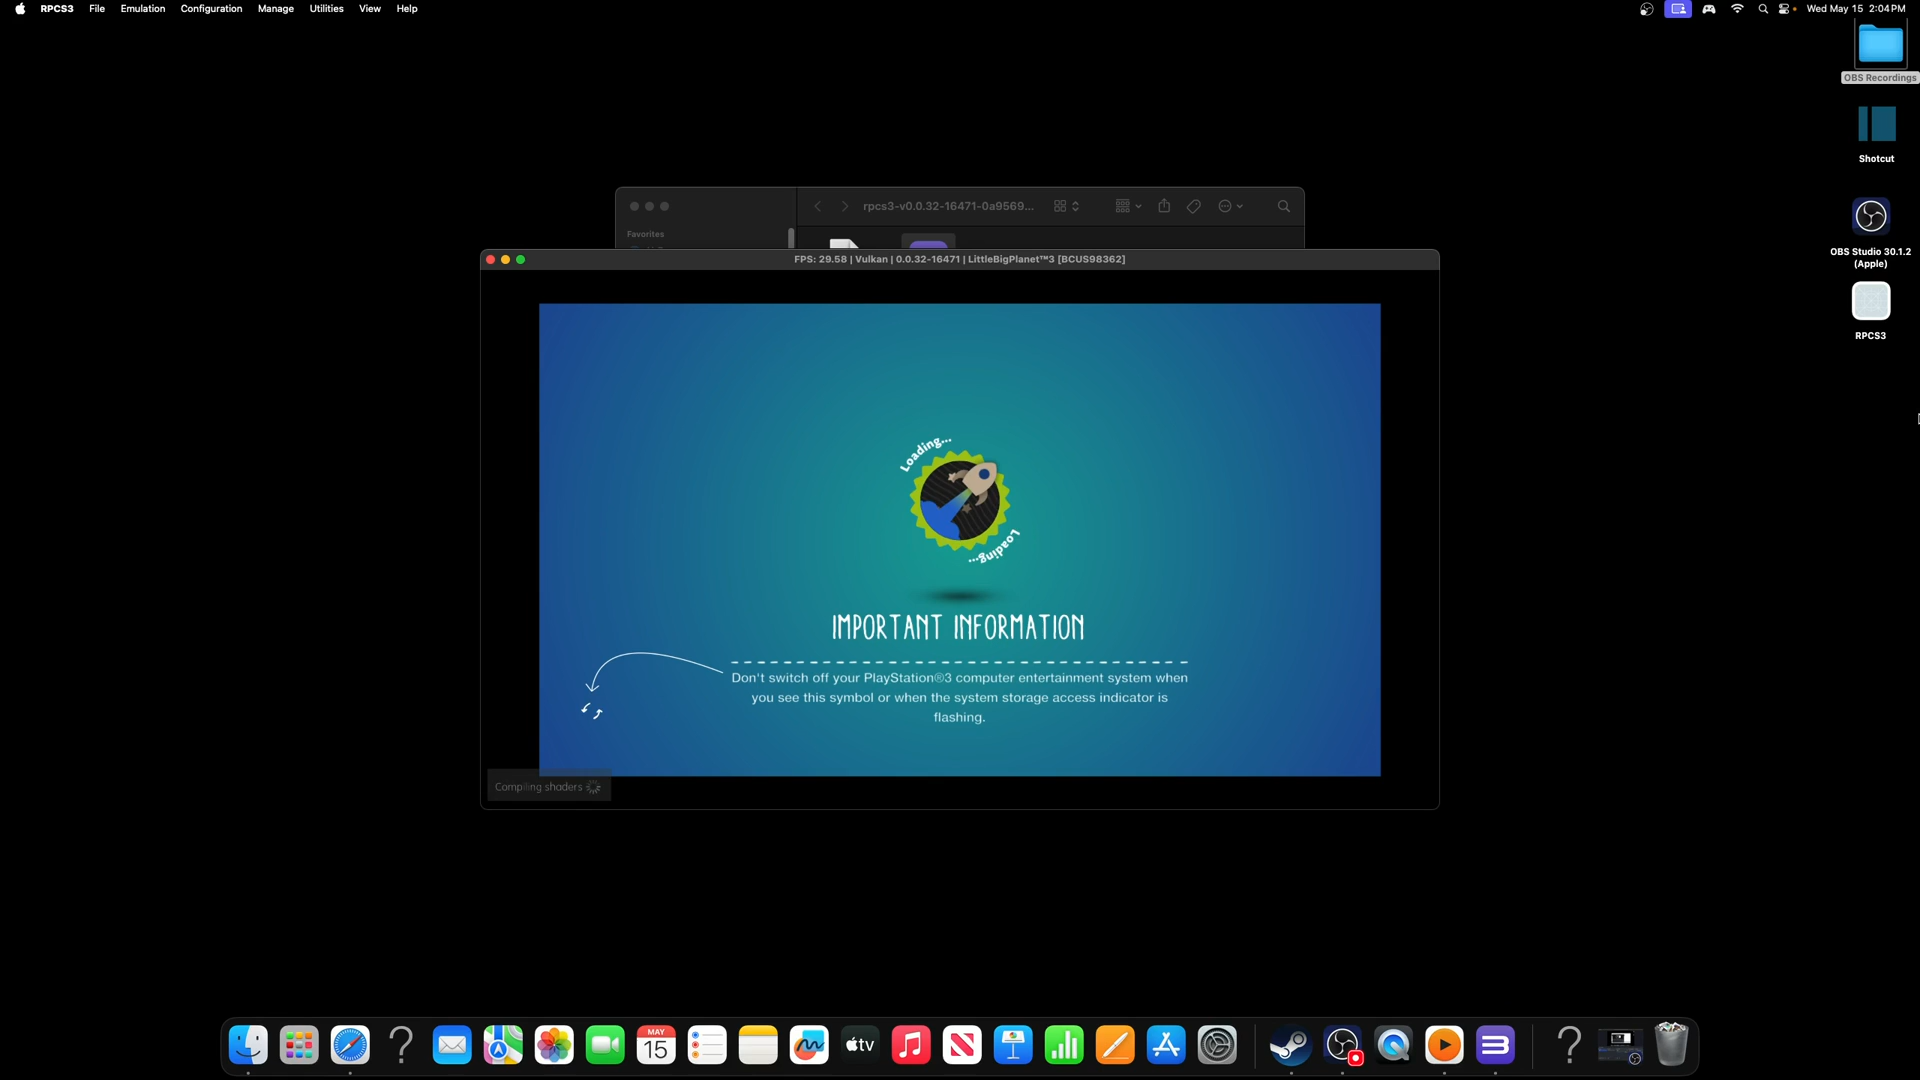 RPCS3 File Emulation Configuration Manage Utilities View Help
Wed May 15 2:04 PM
OBS Recordings
Shotcut
OBS Studio 30.1.2
(Apple)
RPCS3
rpcs3-v0.0.32-16471-0a9569...
Favorites
FPS: 29.58 | Vulkan | 0.0.32-16471 | LittleBigPlanet™3 [BCUS98362]
Loading...
Loading...
IMPORTANT INFORMATION
Don't switch off your PlayStation®3 computer entertainment system when
you see this symbol or when the system storage access indicator is
flashing.
Compiling shaders
MAY
15
tv